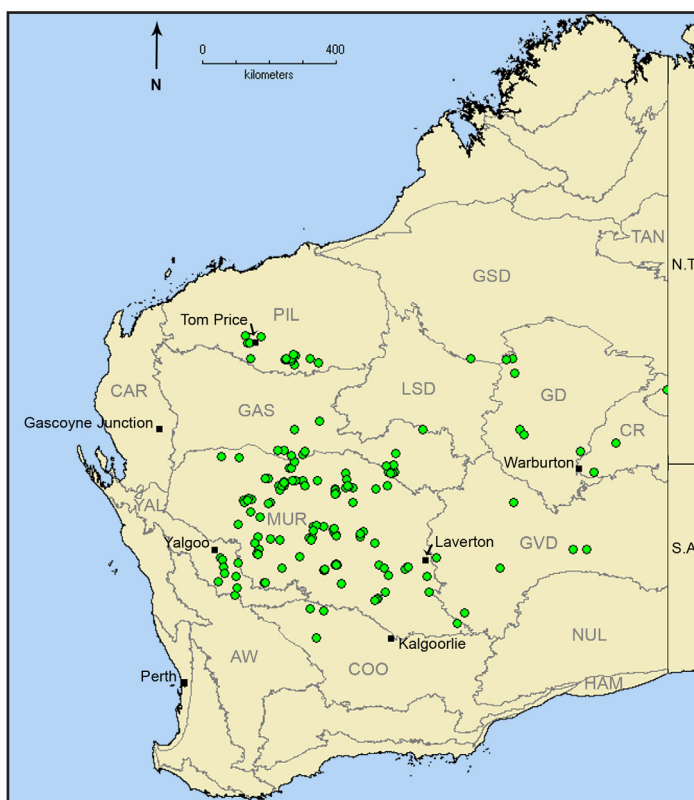 0 400
kilometers
N
TAN
N.T
GSD
PIL
Tom Price
CAR
LSD
GD
GAS
CR
Gascoyne Junction
Warburton
S.A
YAL
MUR
Yalgoo
Laverton
GVD
NUL
Kalgoorlie
AW
COO
Perth
HAM